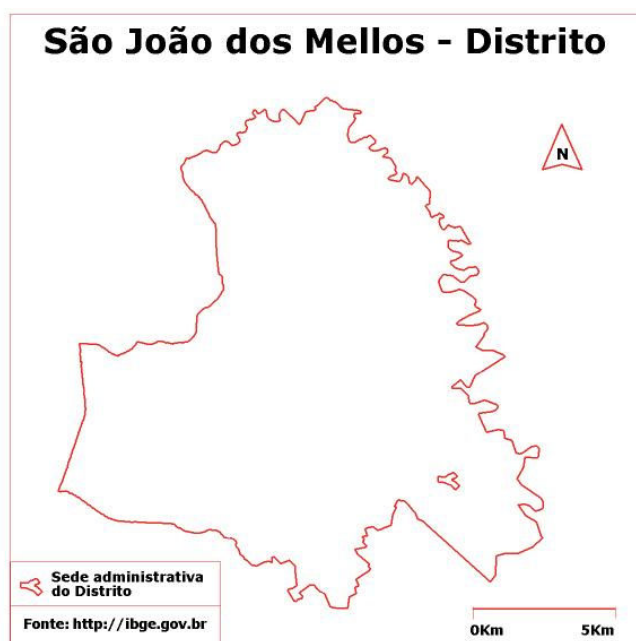 São João dos Mellos - Distrito
N
Sede administrativa
do Distrito
Fonte: http://ibge.gov.br
0Km 5Km